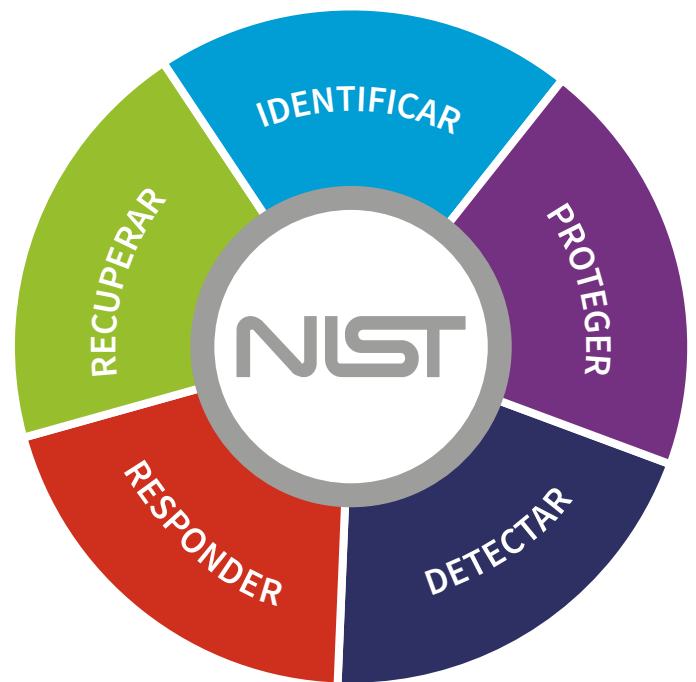 IDENTIFICAR
PROTEGER
DETECTAR
RESPONDER
RECUPERAR
NIST